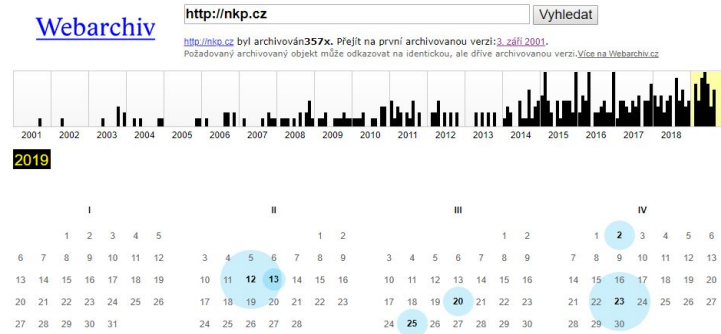 Webarchiv
http://nkp.cz Vyhledat
http://nkp.cz byl archivován357x. Přejít na první archivovanou verzi:3. září 2001.
Požadovaný archivovaný objekt může odkazovat na identickou, ale dříve archivovanou verzi.Více na Webarchiv.cz
2001 2002 2003 2004 2005 2006 2007 2008 2009 2010 2011 2012 2013 2014 2015 2016 2017 2018
2019
I II III IV
1 2 3 4 5 1 2 1 2 1 2 3 4 5 6
6 7 8 9 10 11 12 3 4 5 6 7 8 9 3 4 5 6 7 8 9 7 8 9 10 11 12 13
13 14 15 16 17 18 19 10 11 12 13 14 15 16 10 11 12 13 14 15 16 14 15 16 17 18 19 20
20 21 22 23 24 25 26 17 18 19 20 21 22 23 17 18 19 20 21 22 23 21 22 23 24 25 26 27
27 28 29 30 31 24 25 26 27 28 24 25 26 27 28 29 30 28 29 30